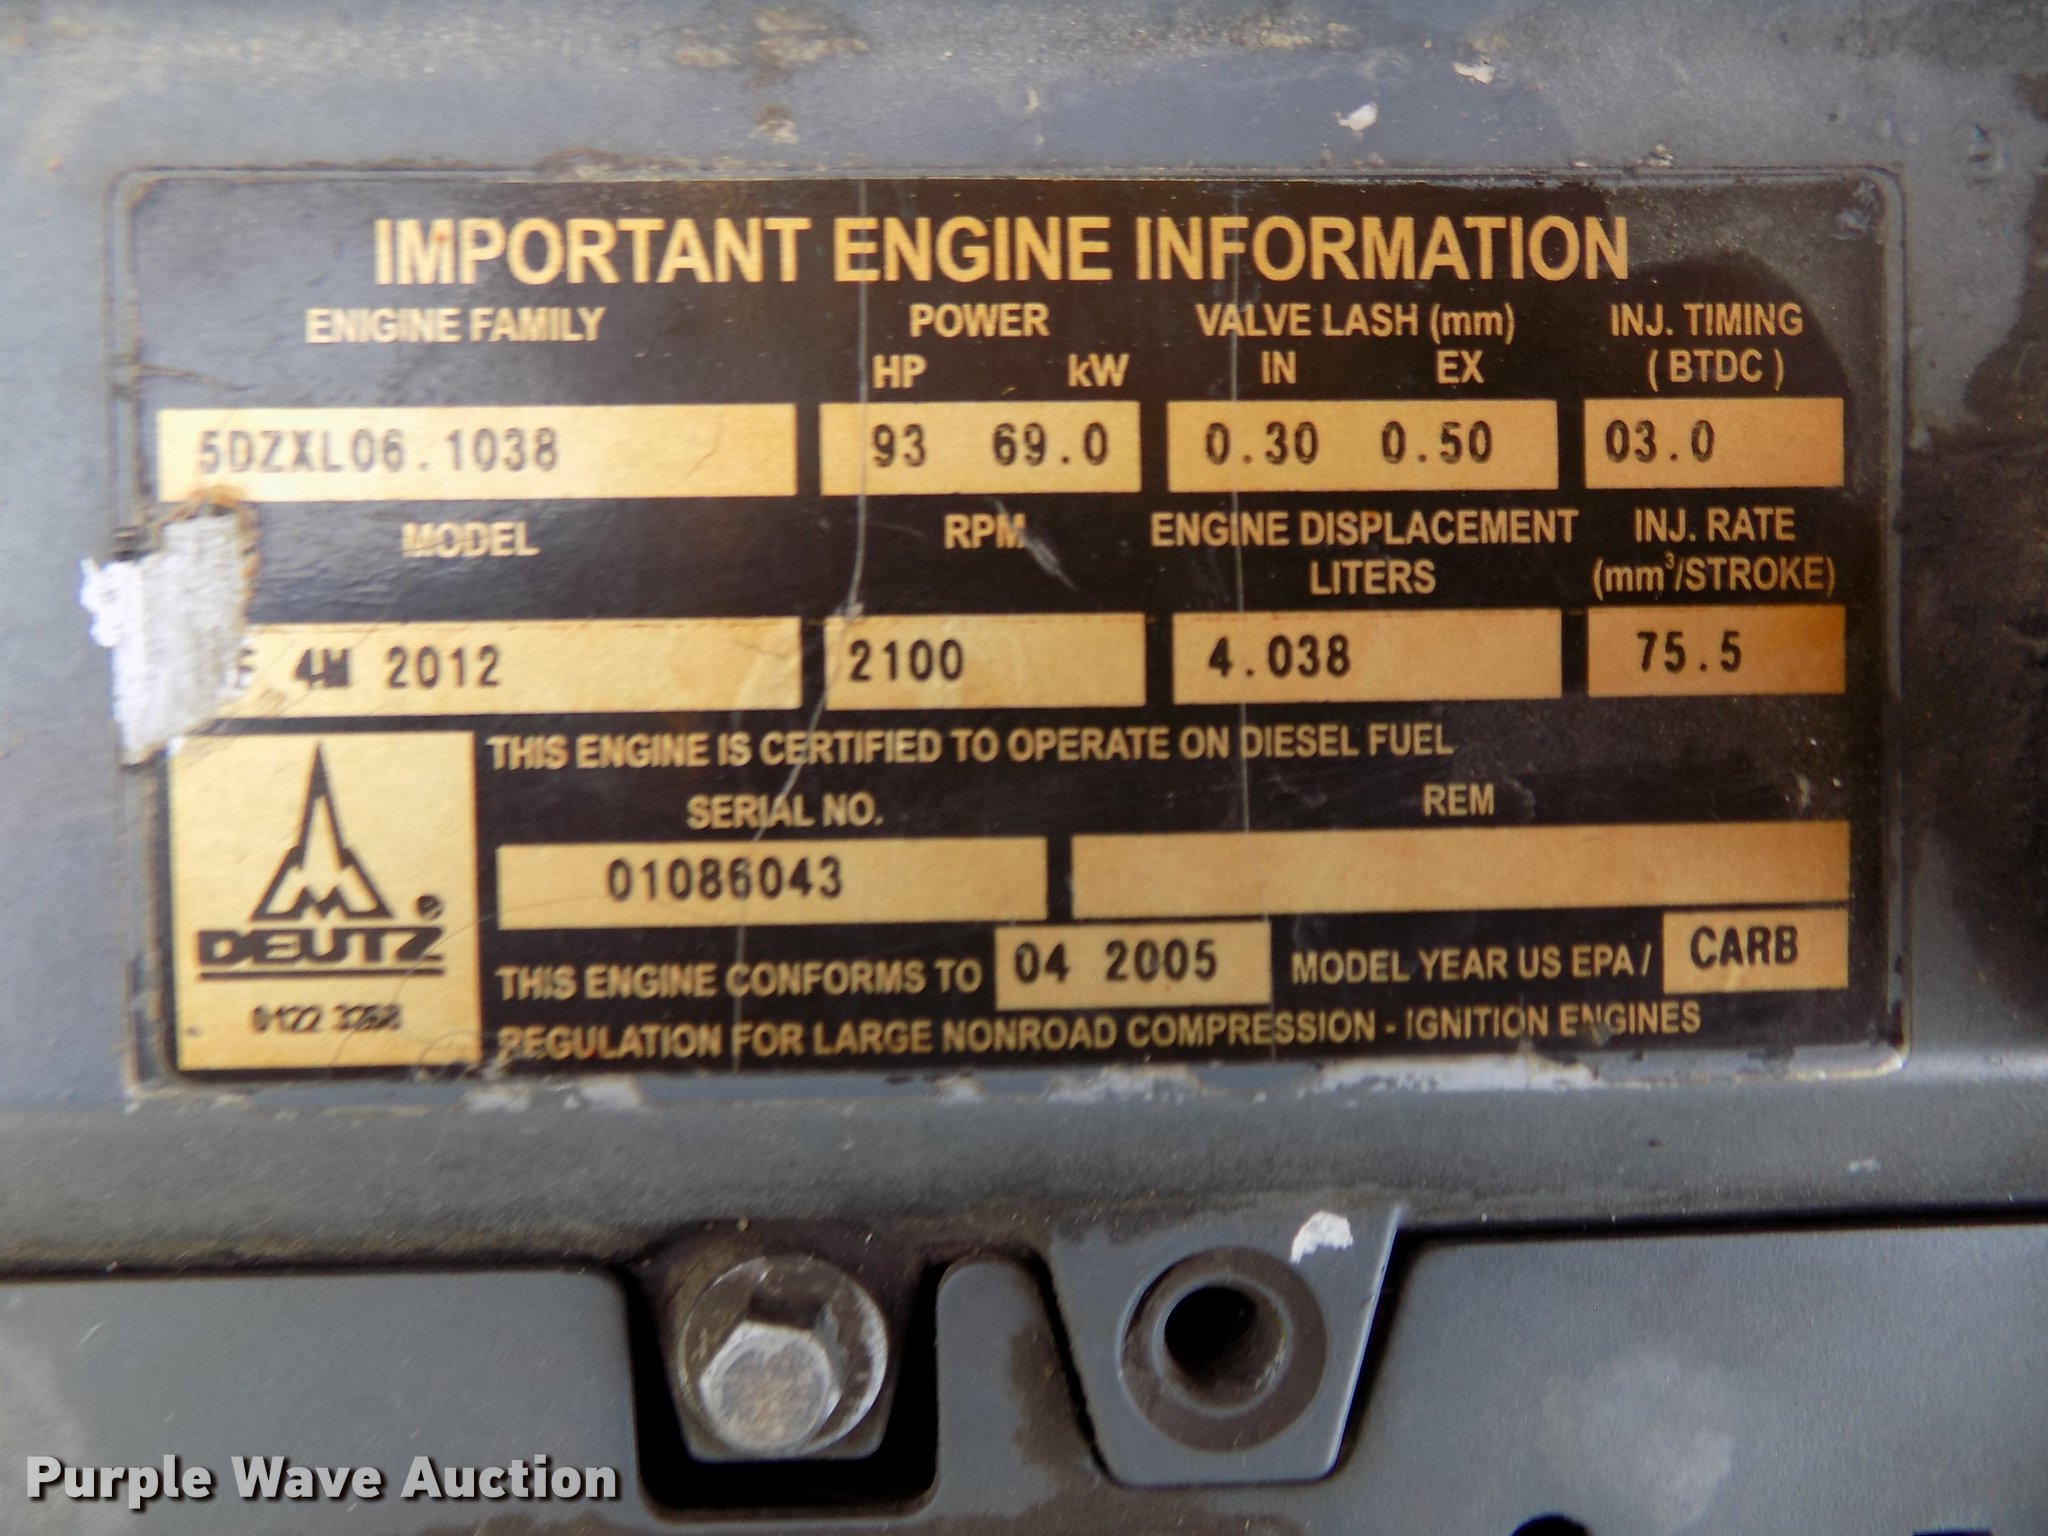 IMPORTANT ENGINE INFORMATION
ENIGINE FAMILY POWER VALVE LASH (mm) INJ. TIMING
HP kW IN EX ( BTDC )
5DZXL06.1038 93 69.0 0.30 0.50 03.0
MODEL RPM ENGINE DISPLACEMENT INJ. RATE
LITERS (mm³/STROKE)
4M 2012 2100 4.038 75.5
THIS ENGINE IS CERTIFIED TO OPERATE ON DIESEL FUEL
SERIAL NO. REM
01086043
DEUTZ ®
0122 3268
THIS ENGINE CONFORMS TO 04 2005 MODEL YEAR US EPA / CARB
REGULATION FOR LARGE NONROAD COMPRESSION - IGNITION ENGINES
Purple Wave Auction